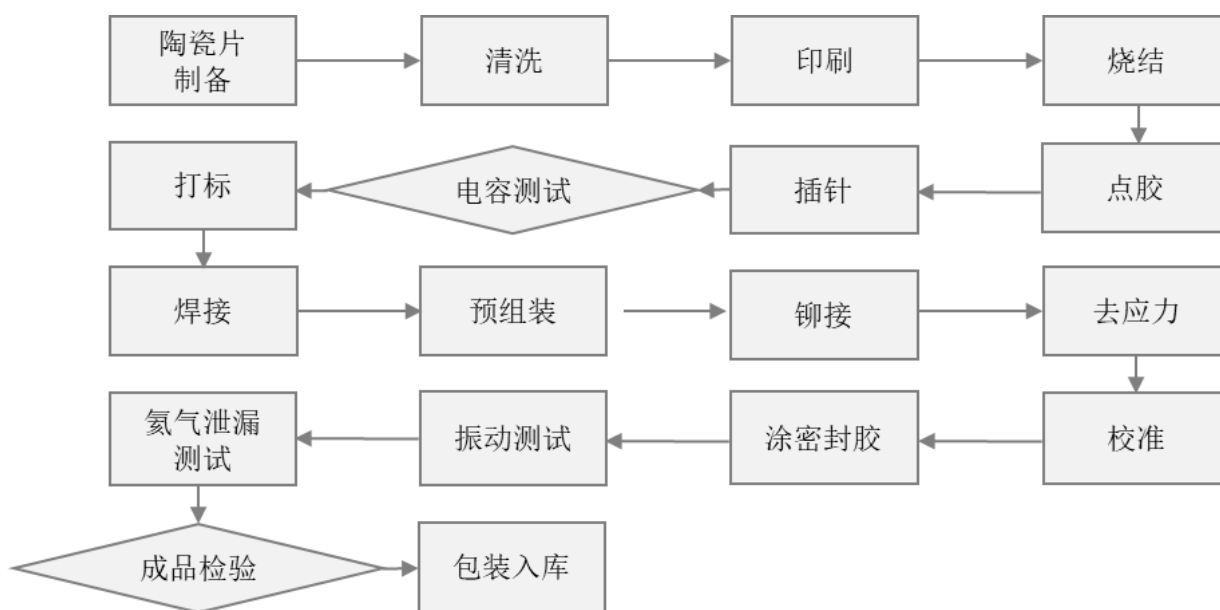 陶瓷片
制备
清洗
印刷
烧结
点胶
插针
电容测试
打标
焊接
预组装
铆接
去应力
校准
涂密封胶
振动测试
氦气泄漏
测试
成品检验
包装入库